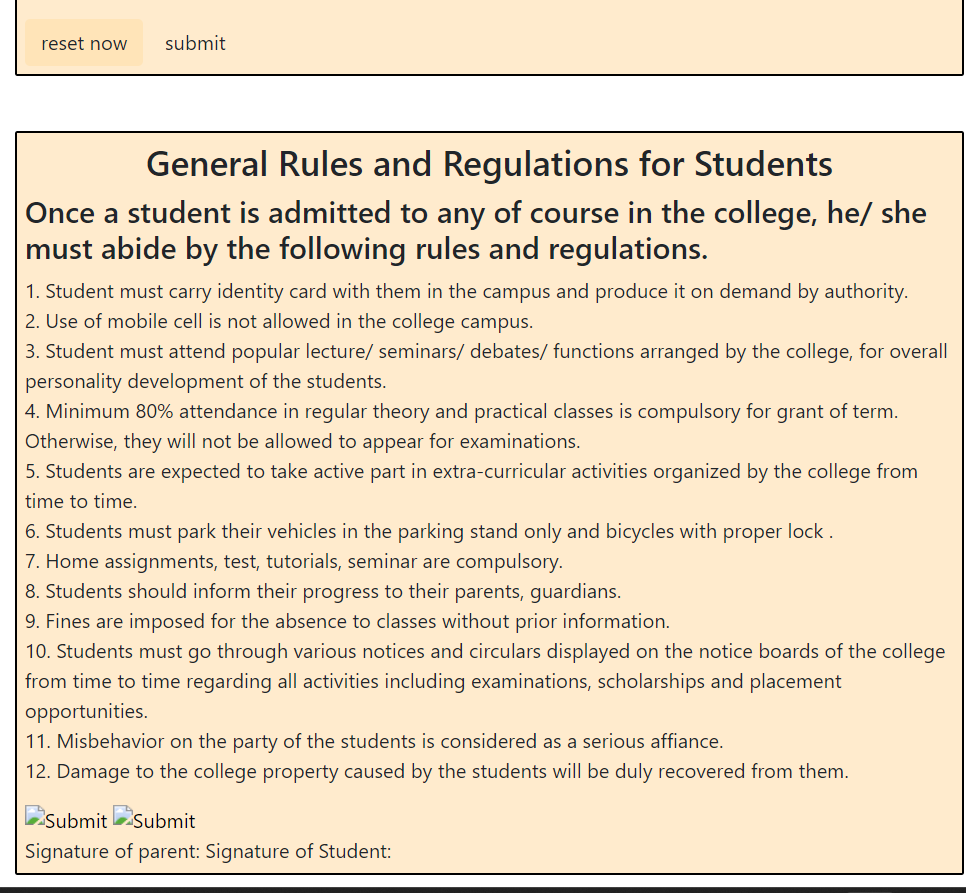 reset now submit
General Rules and Regulations for Students
Once a student is admitted to any of course in the college, he/ she
must abide by the following rules and regulations.
1. Student must carry identity card with them in the campus and produce it on demand by authority.
2. Use of mobile cell is not allowed in the college campus.
3. Student must attend popular lecture/ seminars/ debates/ functions arranged by the college, for overall
personality development of the students.
4. Minimum 80% attendance in regular theory and practical classes is compulsory for grant of term.
Otherwise, they will not be allowed to appear for examinations.
5. Students are expected to take active part in extra-curricular activities organized by the college from
time to time.
6. Students must park their vehicles in the parking stand only and bicycles with proper lock .
7. Home assignments, test, tutorials, seminar are compulsory.
8. Students should inform their progress to their parents, guardians.
9. Fines are imposed for the absence to classes without prior information.
10. Students must go through various notices and circulars displayed on the notice boards of the college
from time to time regarding all activities including examinations, scholarships and placement
opportunities.
11. Misbehavior on the party of the students is considered as a serious affiance.
12. Damage to the college property caused by the students will be duly recovered from them.
Submit Submit
Signature of parent: Signature of Student: